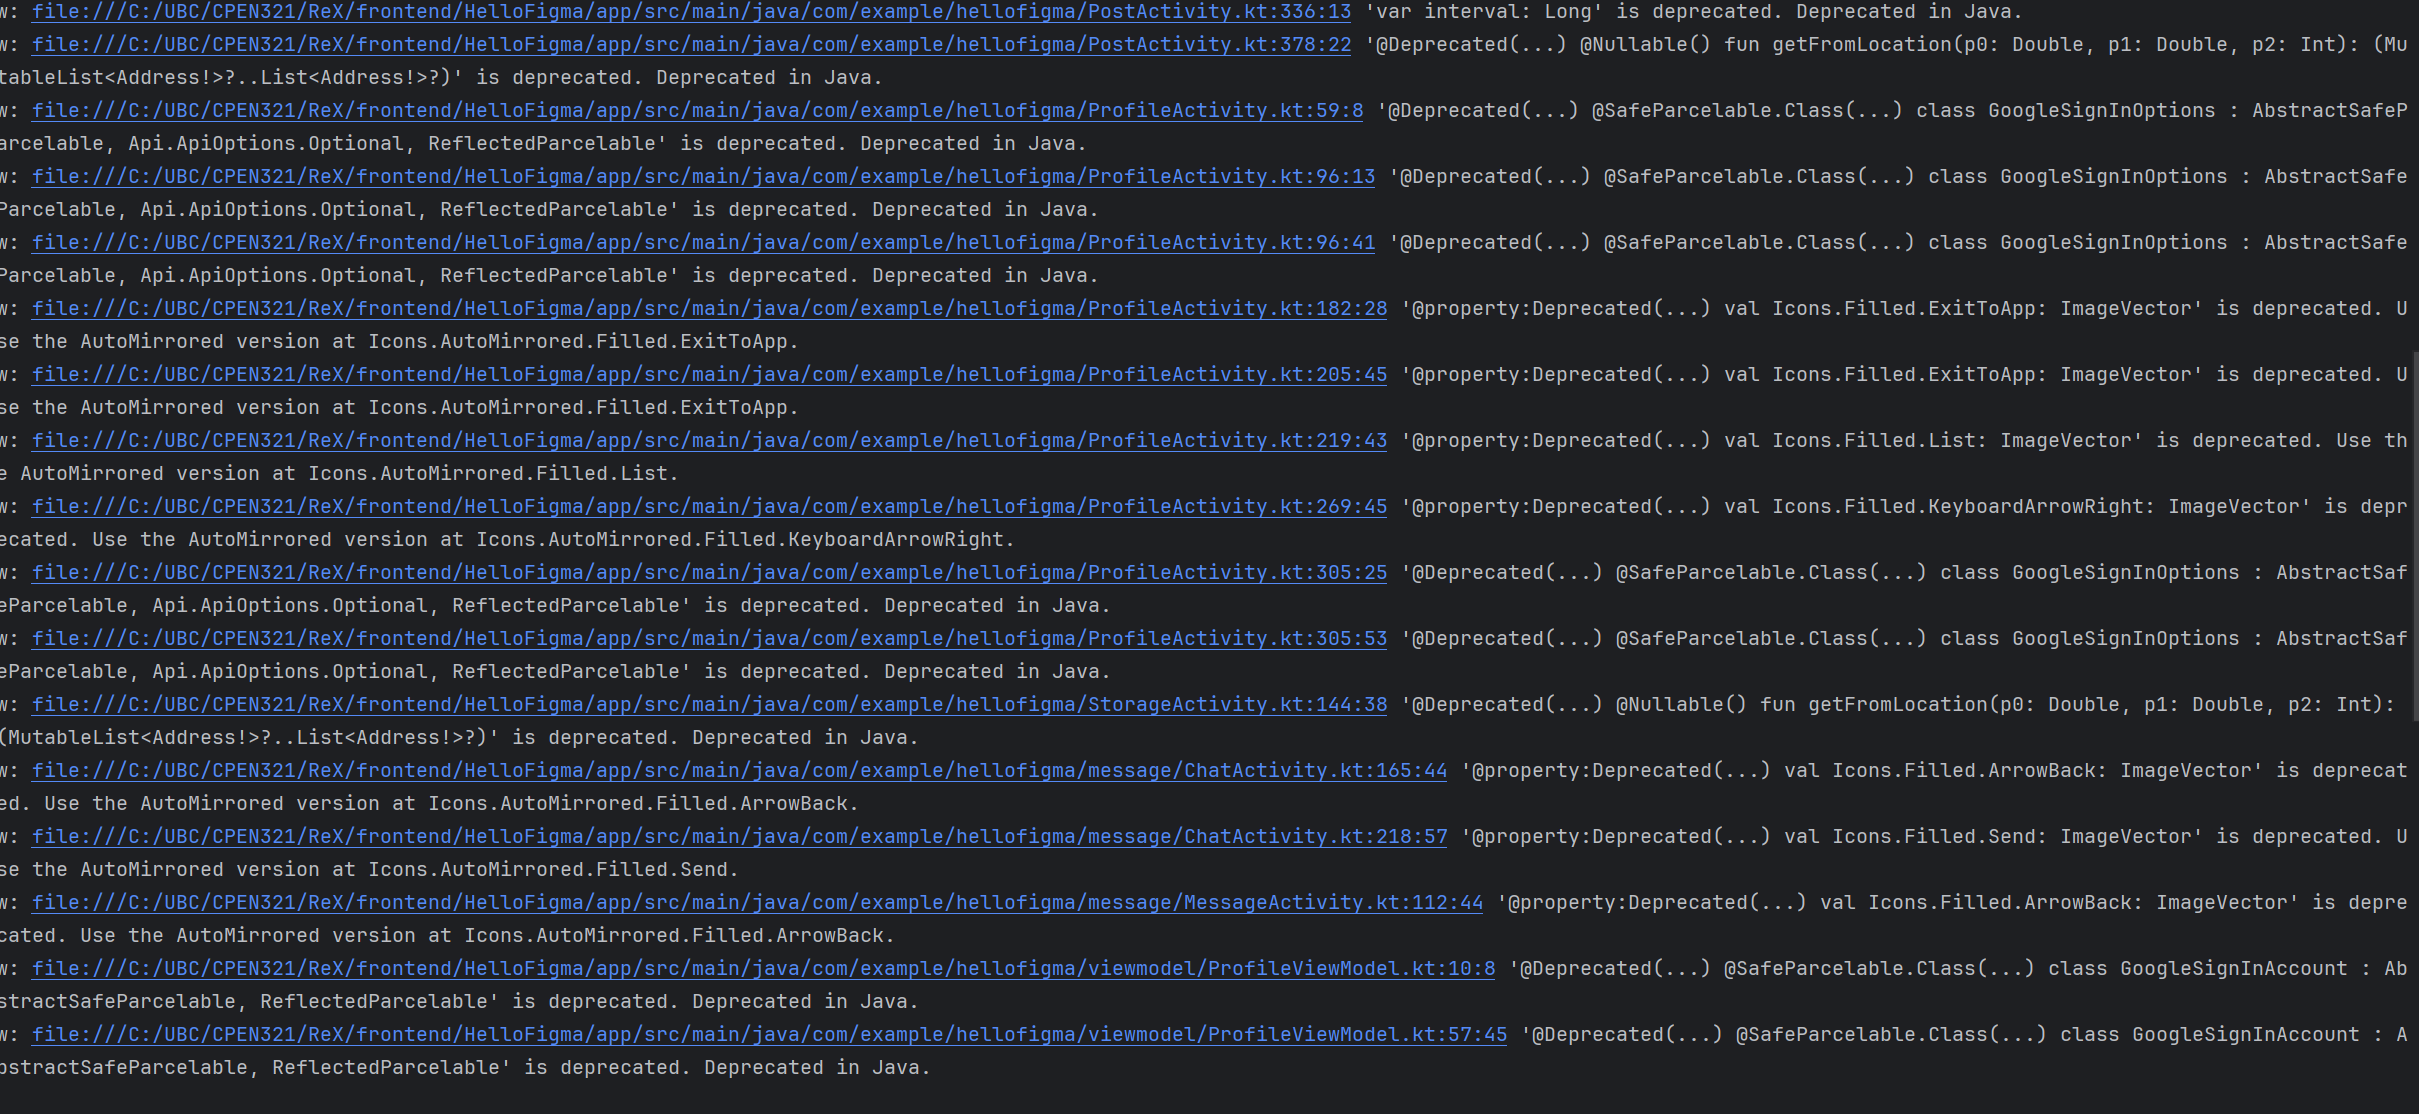 w: file:///C:/UBC/CPEN321/ReX/frontend/HelloFigma/app/src/main/java/com/example/hellofigma/PostActivity.kt:336:13 'var interval: Long' is deprecated. Deprecated in Java.
w: file:///C:/UBC/CPEN321/ReX/frontend/HelloFigma/app/src/main/java/com/example/hellofigma/PostActivity.kt:378:22 '@Deprecated(...) @Nullable() fun getFromLocation(p0: Double, p1: Double, p2: Int): (Mu
tableList<Address!>?..List<Address!>?)' is deprecated. Deprecated in Java.
w: file:///C:/UBC/CPEN321/ReX/frontend/HelloFigma/app/src/main/java/com/example/hellofigma/ProfileActivity.kt:59:8 '@Deprecated(...) @SafeParcelable.Class(...) class GoogleSignInOptions : AbstractSafeP
arcelable, Api.ApiOptions.Optional, ReflectedParcelable' is deprecated. Deprecated in Java.
w: file:///C:/UBC/CPEN321/ReX/frontend/HelloFigma/app/src/main/java/com/example/hellofigma/ProfileActivity.kt:96:13 '@Deprecated(...) @SafeParcelable.Class(...) class GoogleSignInOptions : AbstractSafe
Parcelable, Api.ApiOptions.Optional, ReflectedParcelable' is deprecated. Deprecated in Java.
w: file:///C:/UBC/CPEN321/ReX/frontend/HelloFigma/app/src/main/java/com/example/hellofigma/ProfileActivity.kt:96:41 '@Deprecated(...) @SafeParcelable.Class(...) class GoogleSignInOptions : AbstractSafe
Parcelable, Api.ApiOptions.Optional, ReflectedParcelable' is deprecated. Deprecated in Java.
w: file:///C:/UBC/CPEN321/ReX/frontend/HelloFigma/app/src/main/java/com/example/hellofigma/ProfileActivity.kt:182:28 '@property:Deprecated(...) val Icons.Filled.ExitToApp: ImageVector' is deprecated. U
se the AutoMirrored version at Icons.AutoMirrored.Filled.ExitToApp.
w: file:///C:/UBC/CPEN321/ReX/frontend/HelloFigma/app/src/main/java/com/example/hellofigma/ProfileActivity.kt:205:45 '@property:Deprecated(...) val Icons.Filled.ExitToApp: ImageVector' is deprecated. U
se the AutoMirrored version at Icons.AutoMirrored.Filled.ExitToApp.
w: file:///C:/UBC/CPEN321/ReX/frontend/HelloFigma/app/src/main/java/com/example/hellofigma/ProfileActivity.kt:219:43 '@property:Deprecated(...) val Icons.Filled.List: ImageVector' is deprecated. Use th
e AutoMirrored version at Icons.AutoMirrored.Filled.List.
w: file:///C:/UBC/CPEN321/ReX/frontend/HelloFigma/app/src/main/java/com/example/hellofigma/ProfileActivity.kt:269:45 '@property:Deprecated(...) val Icons.Filled.KeyboardArrowRight: ImageVector' is depr
ecated. Use the AutoMirrored version at Icons.AutoMirrored.Filled.KeyboardArrowRight.
w: file:///C:/UBC/CPEN321/ReX/frontend/HelloFigma/app/src/main/java/com/example/hellofigma/ProfileActivity.kt:305:25 '@Deprecated(...) @SafeParcelable.Class(...) class GoogleSignInOptions : AbstractSaf
eParcelable, Api.ApiOptions.Optional, ReflectedParcelable' is deprecated. Deprecated in Java.
w: file:///C:/UBC/CPEN321/ReX/frontend/HelloFigma/app/src/main/java/com/example/hellofigma/ProfileActivity.kt:305:53 '@Deprecated(...) @SafeParcelable.Class(...) class GoogleSignInOptions : AbstractSaf
eParcelable, Api.ApiOptions.Optional, ReflectedParcelable' is deprecated. Deprecated in Java.
w: file:///C:/UBC/CPEN321/ReX/frontend/HelloFigma/app/src/main/java/com/example/hellofigma/StorageActivity.kt:144:38 '@Deprecated(...) @Nullable() fun getFromLocation(p0: Double, p1: Double, p2: Int):
(MutableList<Address!>?..List<Address!>?)' is deprecated. Deprecated in Java.
w: file:///C:/UBC/CPEN321/ReX/frontend/HelloFigma/app/src/main/java/com/example/hellofigma/message/ChatActivity.kt:165:44 '@property:Deprecated(...) val Icons.Filled.ArrowBack: ImageVector' is deprecat
ed. Use the AutoMirrored version at Icons.AutoMirrored.Filled.ArrowBack.
w: file:///C:/UBC/CPEN321/ReX/frontend/HelloFigma/app/src/main/java/com/example/hellofigma/message/ChatActivity.kt:218:57 '@property:Deprecated(...) val Icons.Filled.Send: ImageVector' is deprecated. U
se the AutoMirrored version at Icons.AutoMirrored.Filled.Send.
w: file:///C:/UBC/CPEN321/ReX/frontend/HelloFigma/app/src/main/java/com/example/hellofigma/message/MessageActivity.kt:112:44 '@property:Deprecated(...) val Icons.Filled.ArrowBack: ImageVector' is depre
cated. Use the AutoMirrored version at Icons.AutoMirrored.Filled.ArrowBack.
w: file:///C:/UBC/CPEN321/ReX/frontend/HelloFigma/app/src/main/java/com/example/hellofigma/viewmodel/ProfileViewModel.kt:10:8 '@Deprecated(...) @SafeParcelable.Class(...) class GoogleSignInAccount : Ab
stractSafeParcelable, ReflectedParcelable' is deprecated. Deprecated in Java.
w: file:///C:/UBC/CPEN321/ReX/frontend/HelloFigma/app/src/main/java/com/example/hellofigma/viewmodel/ProfileViewModel.kt:57:45 '@Deprecated(...) @SafeParcelable.Class(...) class GoogleSignInAccount : A
bstractSafeParcelable, ReflectedParcelable' is deprecated. Deprecated in Java.